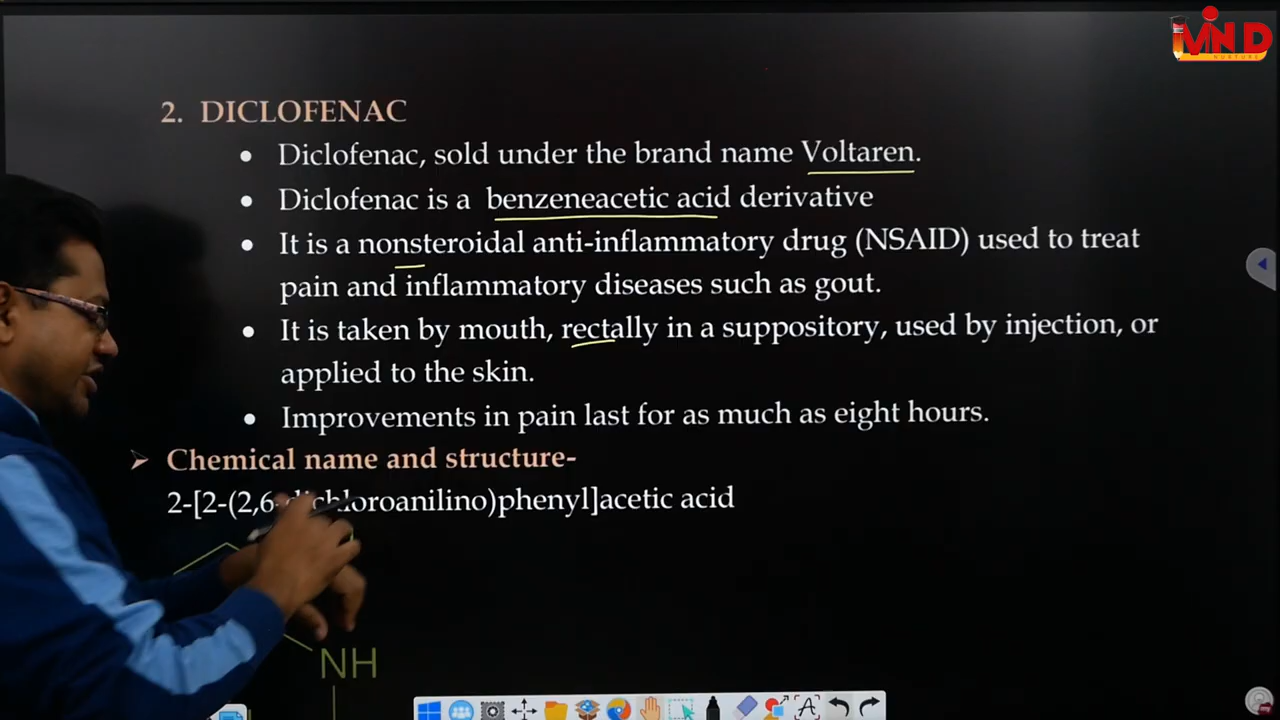 MIND
NURTURE
2. DICLOFENAC
• Diclofenac, sold under the brand name Voltaren.
• Diclofenac is a benzeneacetic acid derivative
• It is a nonsteroidal anti-inflammatory drug (NSAID) used to treat
pain and inflammatory diseases such as gout.
• It is taken by mouth, rectally in a suppository, used by injection, or
applied to the skin.
• Improvements in pain last for as much as eight hours.
➢ Chemical name and structure-
2-[2-(2,6-dichloroanilino)phenyl]acetic acid
NH